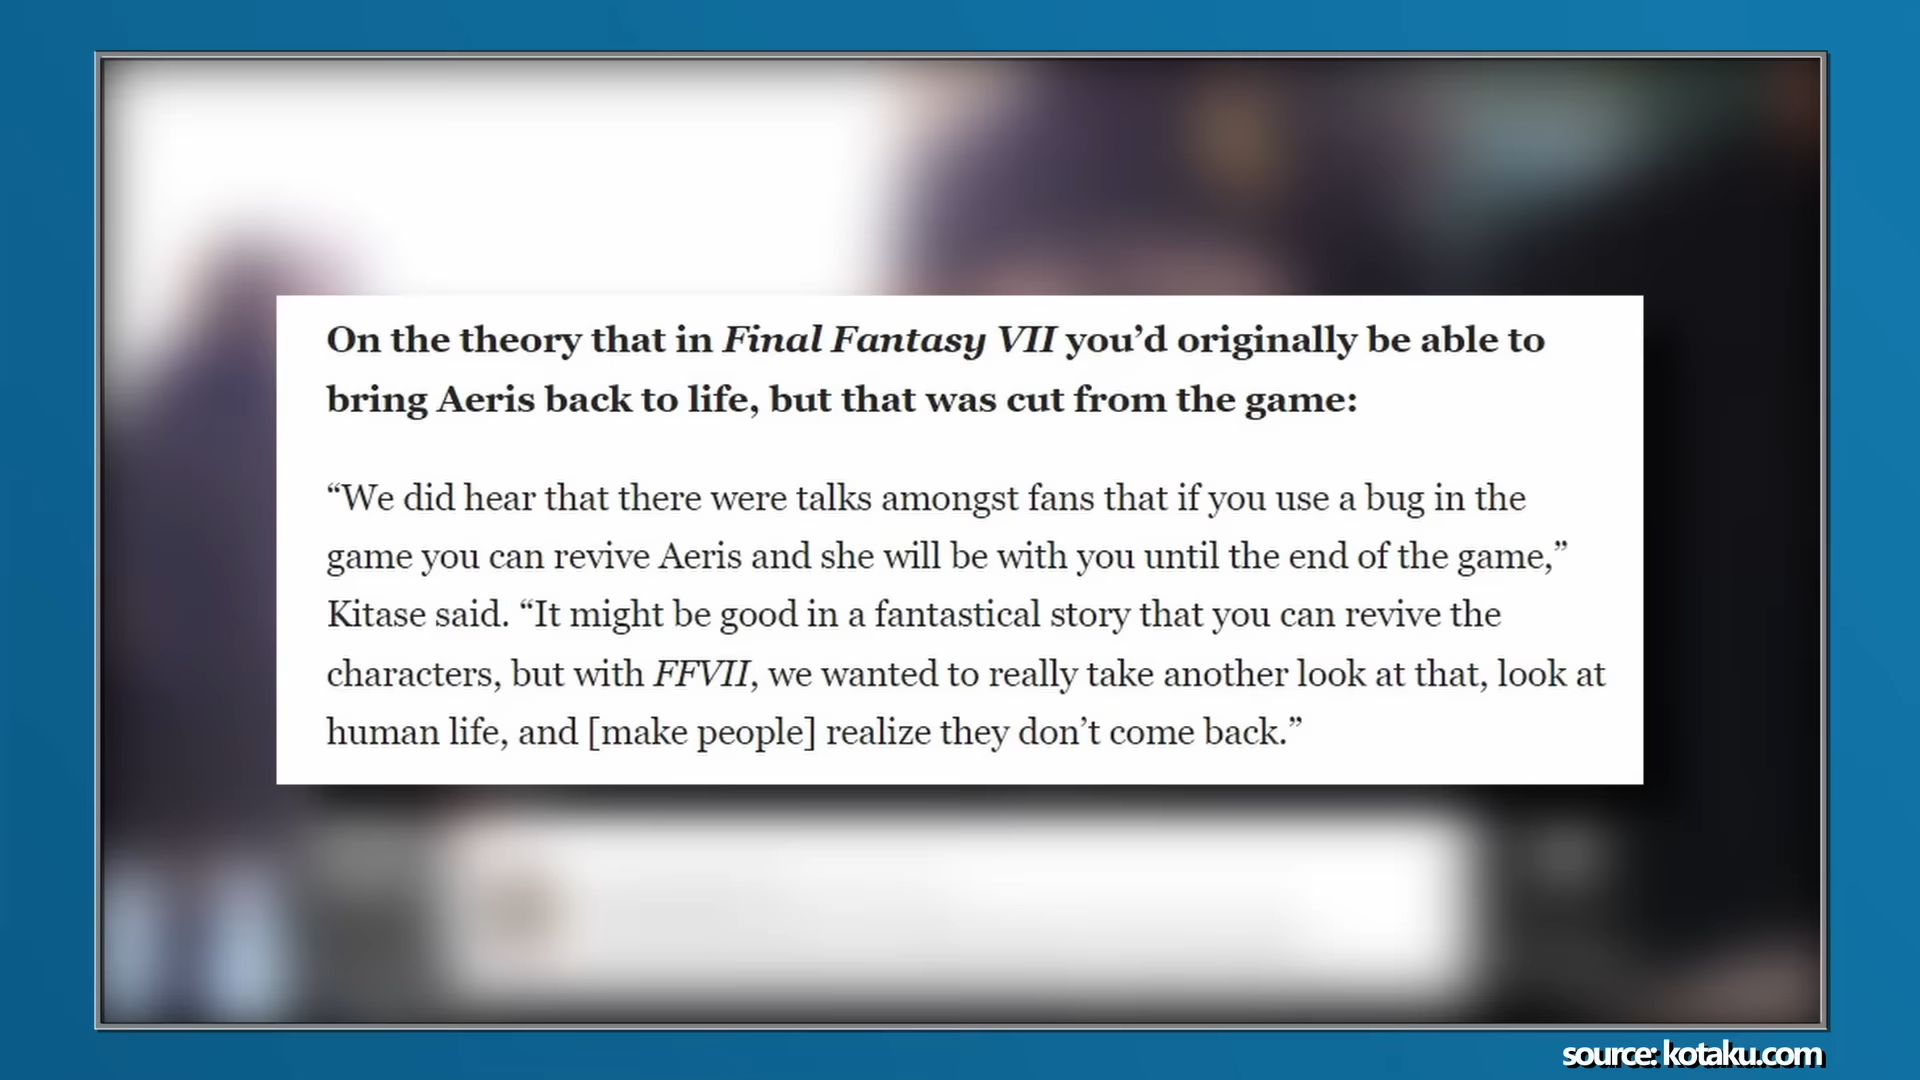 On the theory that in Final Fantasy VII you’d originally be able to
bring Aeris back to life, but that was cut from the game:
“We did hear that there were talks amongst fans that if you use a bug in the
game you can revive Aeris and she will be with you until the end of the game,”
Kitase said. “It might be good in a fantastical story that you can revive the
characters, but with FFVII, we wanted to really take another look at that, look at
human life, and [make people] realize they don’t come back.”
source: kotaku.com